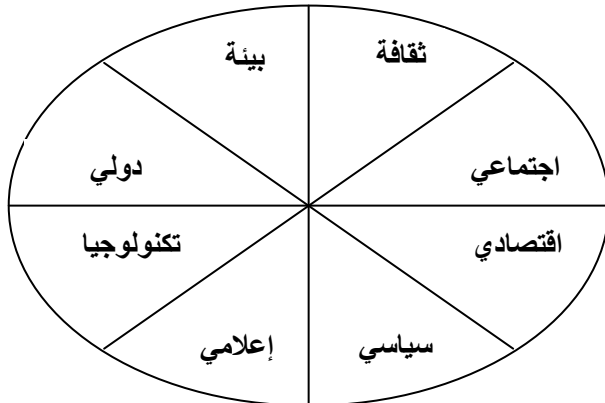 ثقافة
بيئة
اجتماعي
دولي
اقتصادي
تكنولوجيا
سياسي
إعلامي